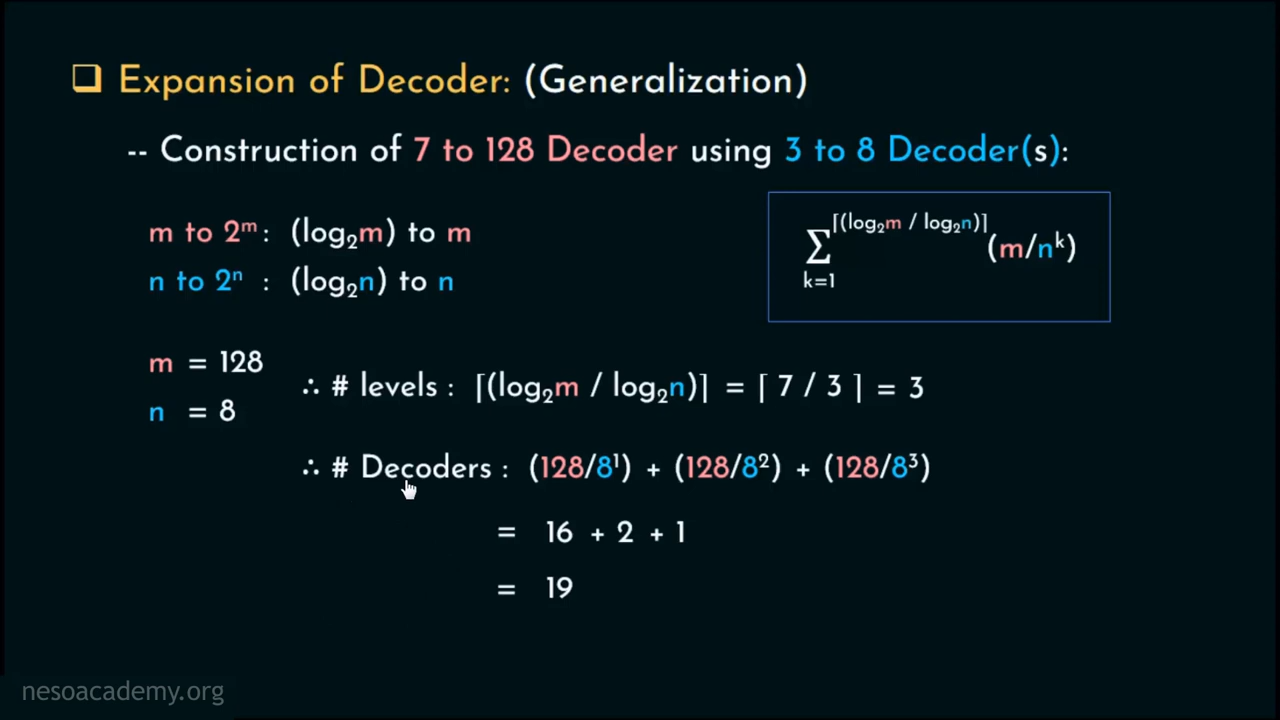 ❑ Expansion of Decoder: (Generalization)
-- Construction of 7 to 128 Decoder using 3 to 8 Decoder(s):
m to 2ᵐ : (log₂m) to m
n to 2ⁿ : (log₂n) to n
⌈(log₂m / log₂n)⌉
∑ (m/nᵏ)
k=1
m = 128
n = 8
∴ # levels : ⌈(log₂m / log₂n)⌉ = ⌈ 7 / 3 ⌉ = 3
∴ # Decoders : (128/8¹) + (128/8²) + (128/8³)
= 16 + 2 + 1
= 19
nesoacademy.org